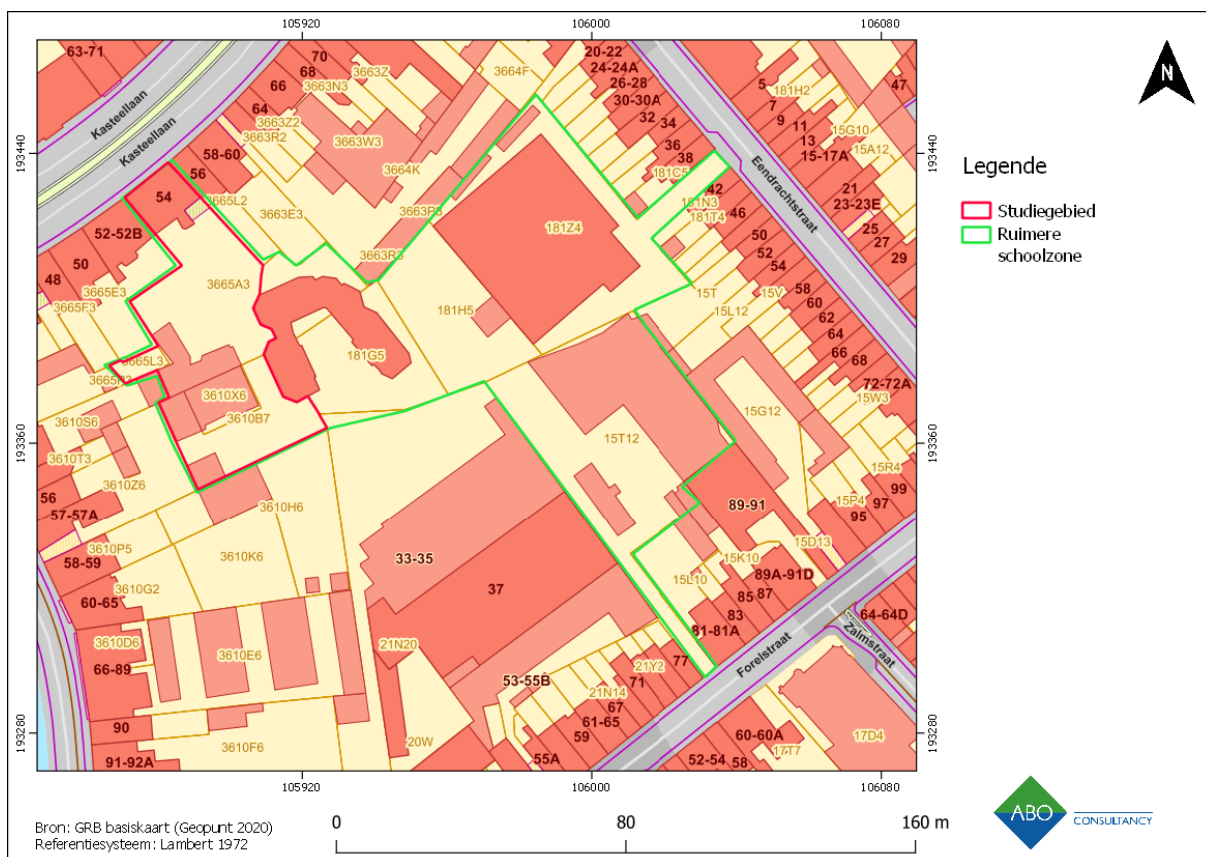 105920
106000
106080
63-71
70
68
66
64
3663Z
3663N3
3663Z2
3663R2
3664F
20-22
24-24A
26-28
30-30A
32
34
36
38
181C5
5
7
9
11
13
15-17A
181H2
47
15G10
15A12
N
Kasteellaan
Kasteellaan
193440
193440
58-60
56
54
3665L2
3663W3
3664K
3663E3
3663P3
3663R3
Eendrachtstraat
21
23-23E
25
27
29
42
181N3
181T4
46
50
52
54
Legende
Studiegebied
Ruimere
schoolzone
52-52B
50
48
3665E3
3665F3
3665A3
181Z4
181H5
15T
15V
15L12
58
60
62
64
66
68
72-72A
15W3
3665L3
181G5
3610X6
3610B7
3610S6
3610T3
3610Z6
193360
193360
56
57-57A
15G12
15T12
15R4
15P4
99
97
95
89-91
15D13
3610H6
3610P5
58-59
3610K6
3610G2
60-65
33-35
37
15K10
15L10
89A-91D
85
87
83
81-81A
64-64D
Zalmstraat
Forelstraat
3610D6
66-89
3610E6
21N20
77
21Y2
71
53-55B
21N14
67
61-65
59
55A
90
91-92A
3610F6
20W
193280
193280
60-60A
17T7
17D4
52-54
58
105920
106000
106080
Bron: GRB basiskaart (Geopunt 2020)
Referentiesysteem: Lambert 1972
0
80
160 m
ABO
CONSULTANCY